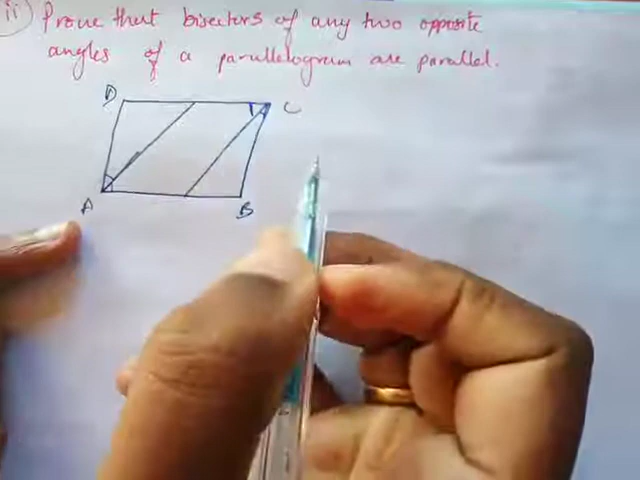 ii) Prove that bisectors of any two opposite
angles of a parallelogram are parallel.
D
C
A
B